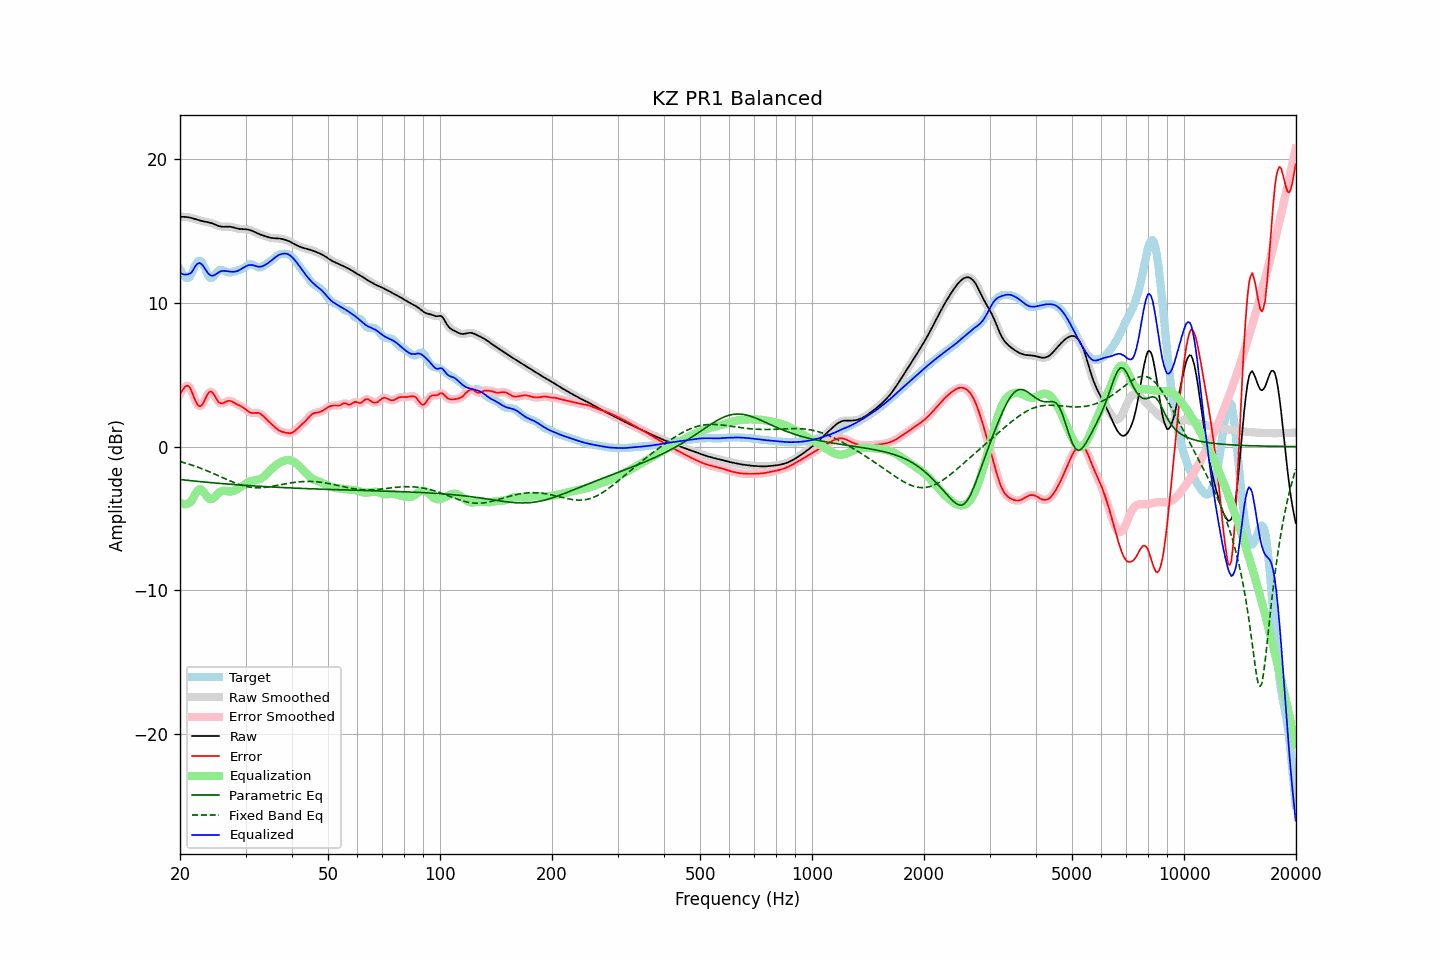 KZ PR1 Balanced
Amplitude (dBr)
20
10
0
−10
−20
Target
Raw Smoothed
Error Smoothed
Raw
Error
Equalization
Parametric Eq
Fixed Band Eq
Equalized
20 50 100 200 500 1000 2000 5000 10000 20000
Frequency (Hz)